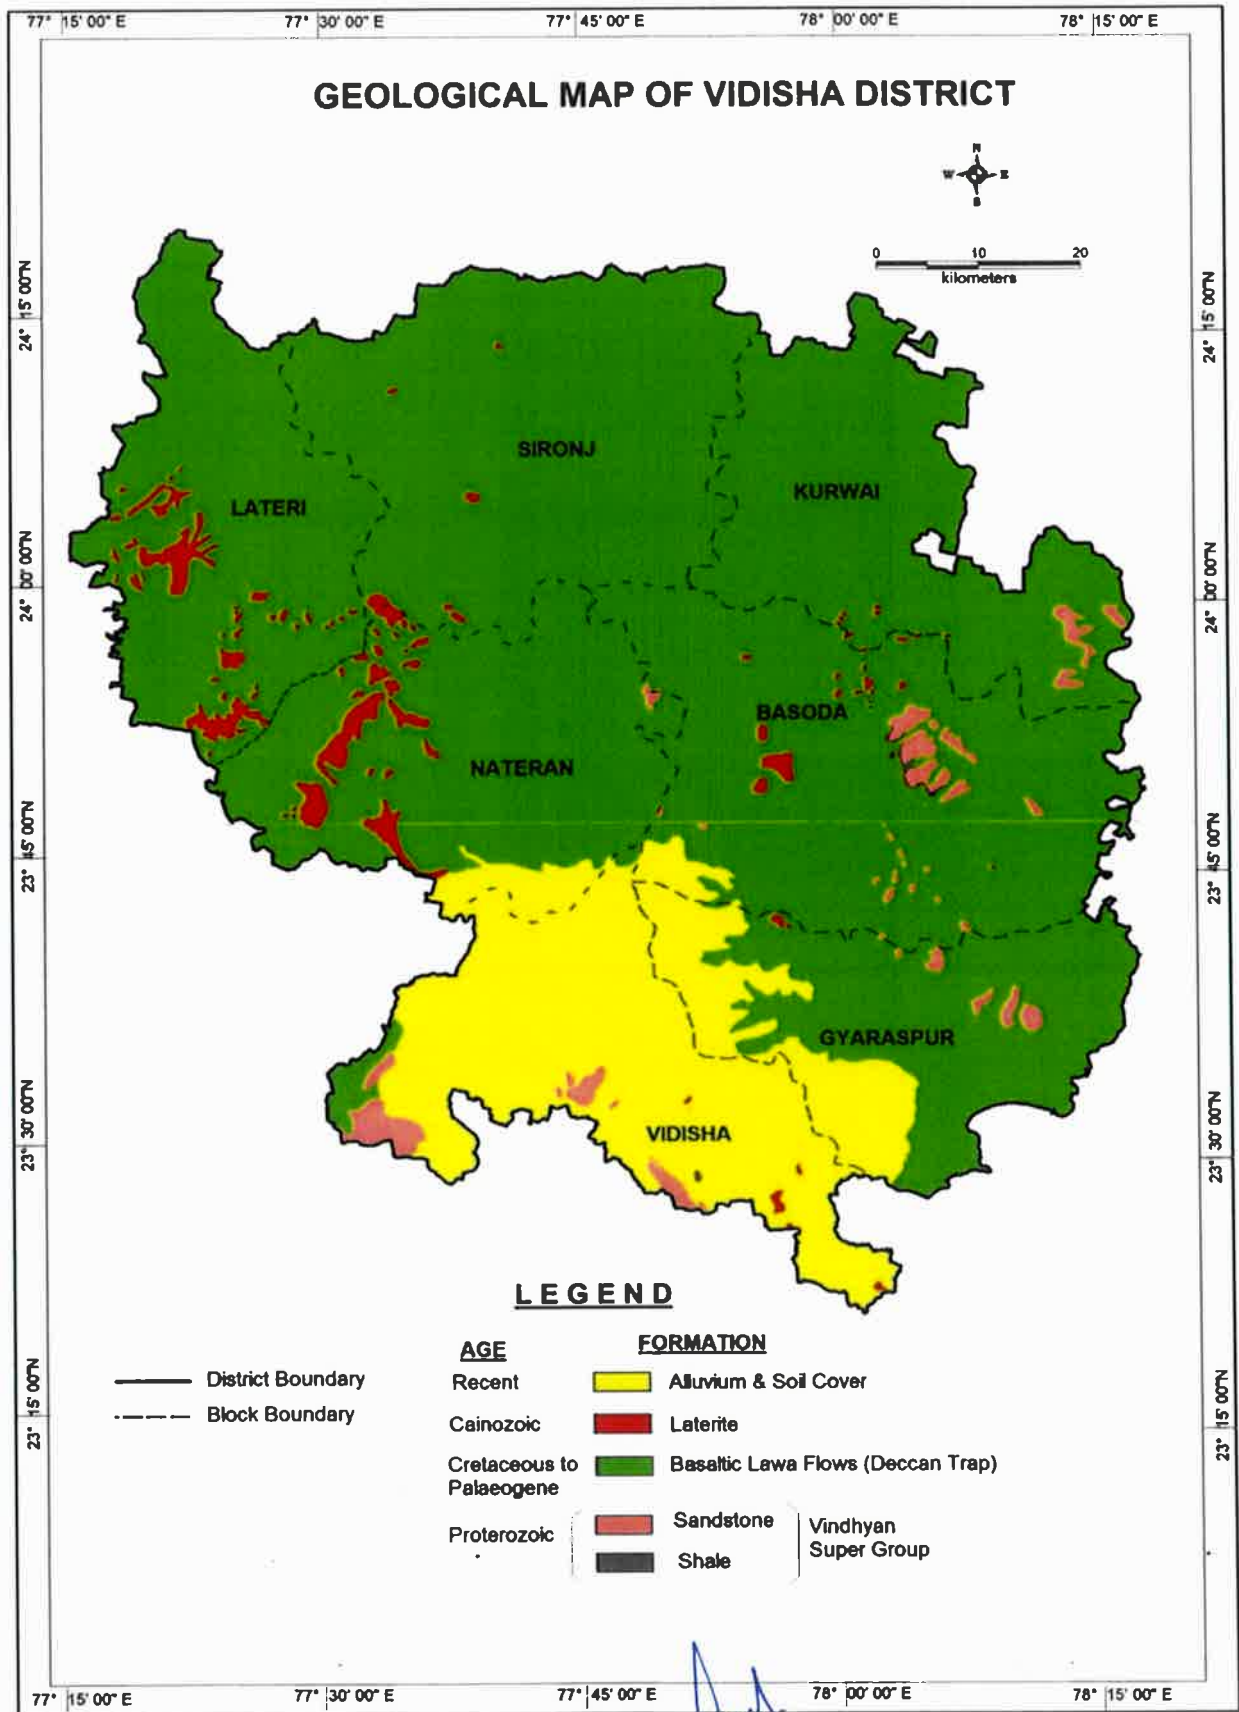 77° 15' 00" E 77° 30' 00" E 77° 45' 00" E 78° 00' 00" E 78° 15' 00" E
GEOLOGICAL MAP OF VIDISHA DISTRICT
N
W E
S
0 10 20
kilometers
24° 15' 00"N 24° 15' 00"N
SIRONJ
KURWAI
LATERI
24° 00' 00"N 24° 00' 00"N
BASODA
NATERAN
23° 45' 00"N 23° 45' 00"N
GYARASPUR
23° 30' 00"N 23° 30' 00"N
VIDISHA
LEGEND
AGE FORMATION
District Boundary Recent Alluvium & Soil Cover
Block Boundary Cainozoic Laterite
23° 15' 00"N 23° 15' 00"N
Cretaceous to Basaltic Lawa Flows (Deccan Trap)
Palaeogene
Proterozoic Sandstone Vindhyan
Shale Super Group
77° 15' 00" E 77° 30' 00" E 77° 45' 00" E 78° 00' 00" E 78° 15' 00" E